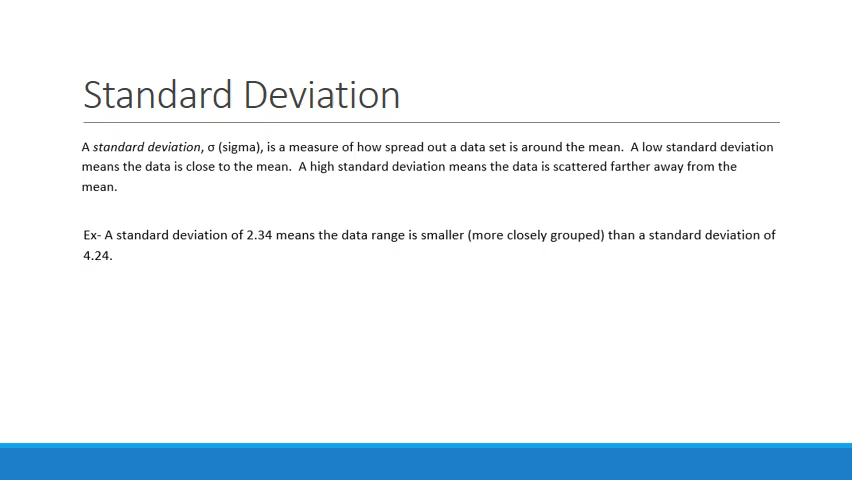 Standard Deviation
A standard deviation, σ (sigma), is a measure of how spread out a data set is around the mean.  A low standard deviation
means the data is close to the mean.  A high standard deviation means the data is scattered farther away from the
mean.
Ex- A standard deviation of 2.34 means the data range is smaller (more closely grouped) than a standard deviation of
4.24.